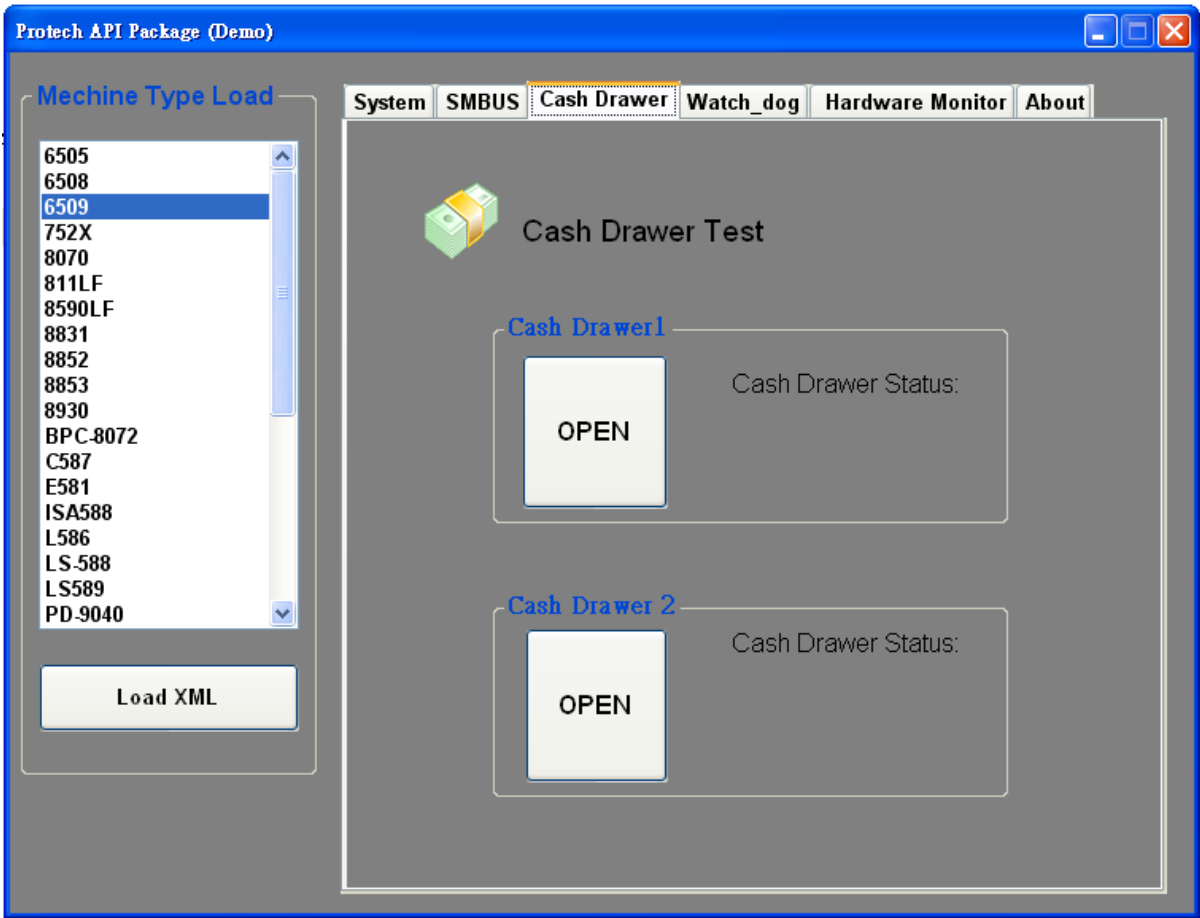 Protech API Package (Demo)
Mechine Type Load
6505
6508
6509
752X
8070
811LF
8590LF
8831
8852
8853
8930
BPC-8072
C587
E581
ISA588
L586
LS-588
LS589
PD-9040
Load XML
System SMBUS Cash Drawer Watch_dog Hardware Monitor About
Cash Drawer Test
Cash Drawer1
OPEN
Cash Drawer Status:
Cash Drawer 2
OPEN
Cash Drawer Status: